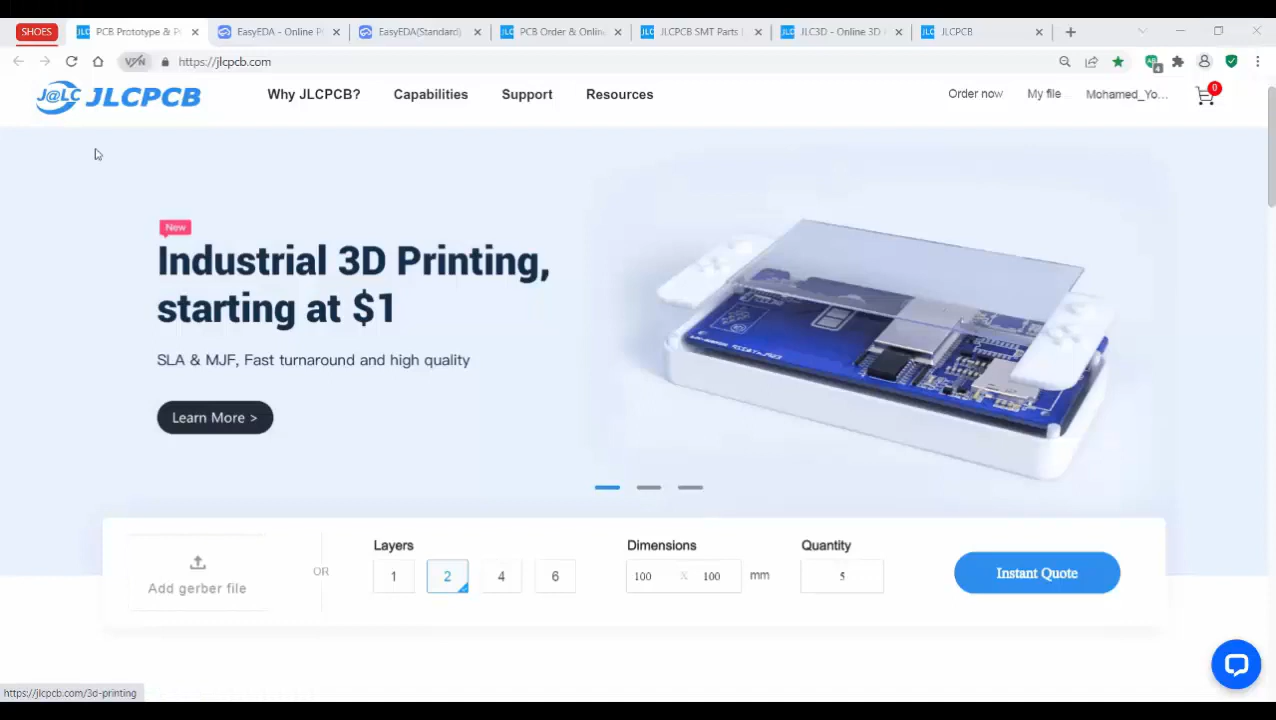 SHOES
PCB Prototype & P
EasyEDA - Online P
EasyEDA(Standard)
PCB Order & Onlin
JLCPCB SMT Parts
JLC3D - Online 3D
JLCPCB
VPN
https://jlcpcb.com
4
J@LC JLCPCB
Why JLCPCB?
Capabilities
Support
Resources
Order now
My file
Mohamed_Yo...
0
New
Industrial 3D Printing,
starting at $1
SLA & MJF, Fast turnaround and high quality
Learn More >
Add gerber file
OR
Layers
1
2
4
6
Dimensions
100 X 100 mm
Quantity
5
Instant Quote
https://jlcpcb.com/3d-printing